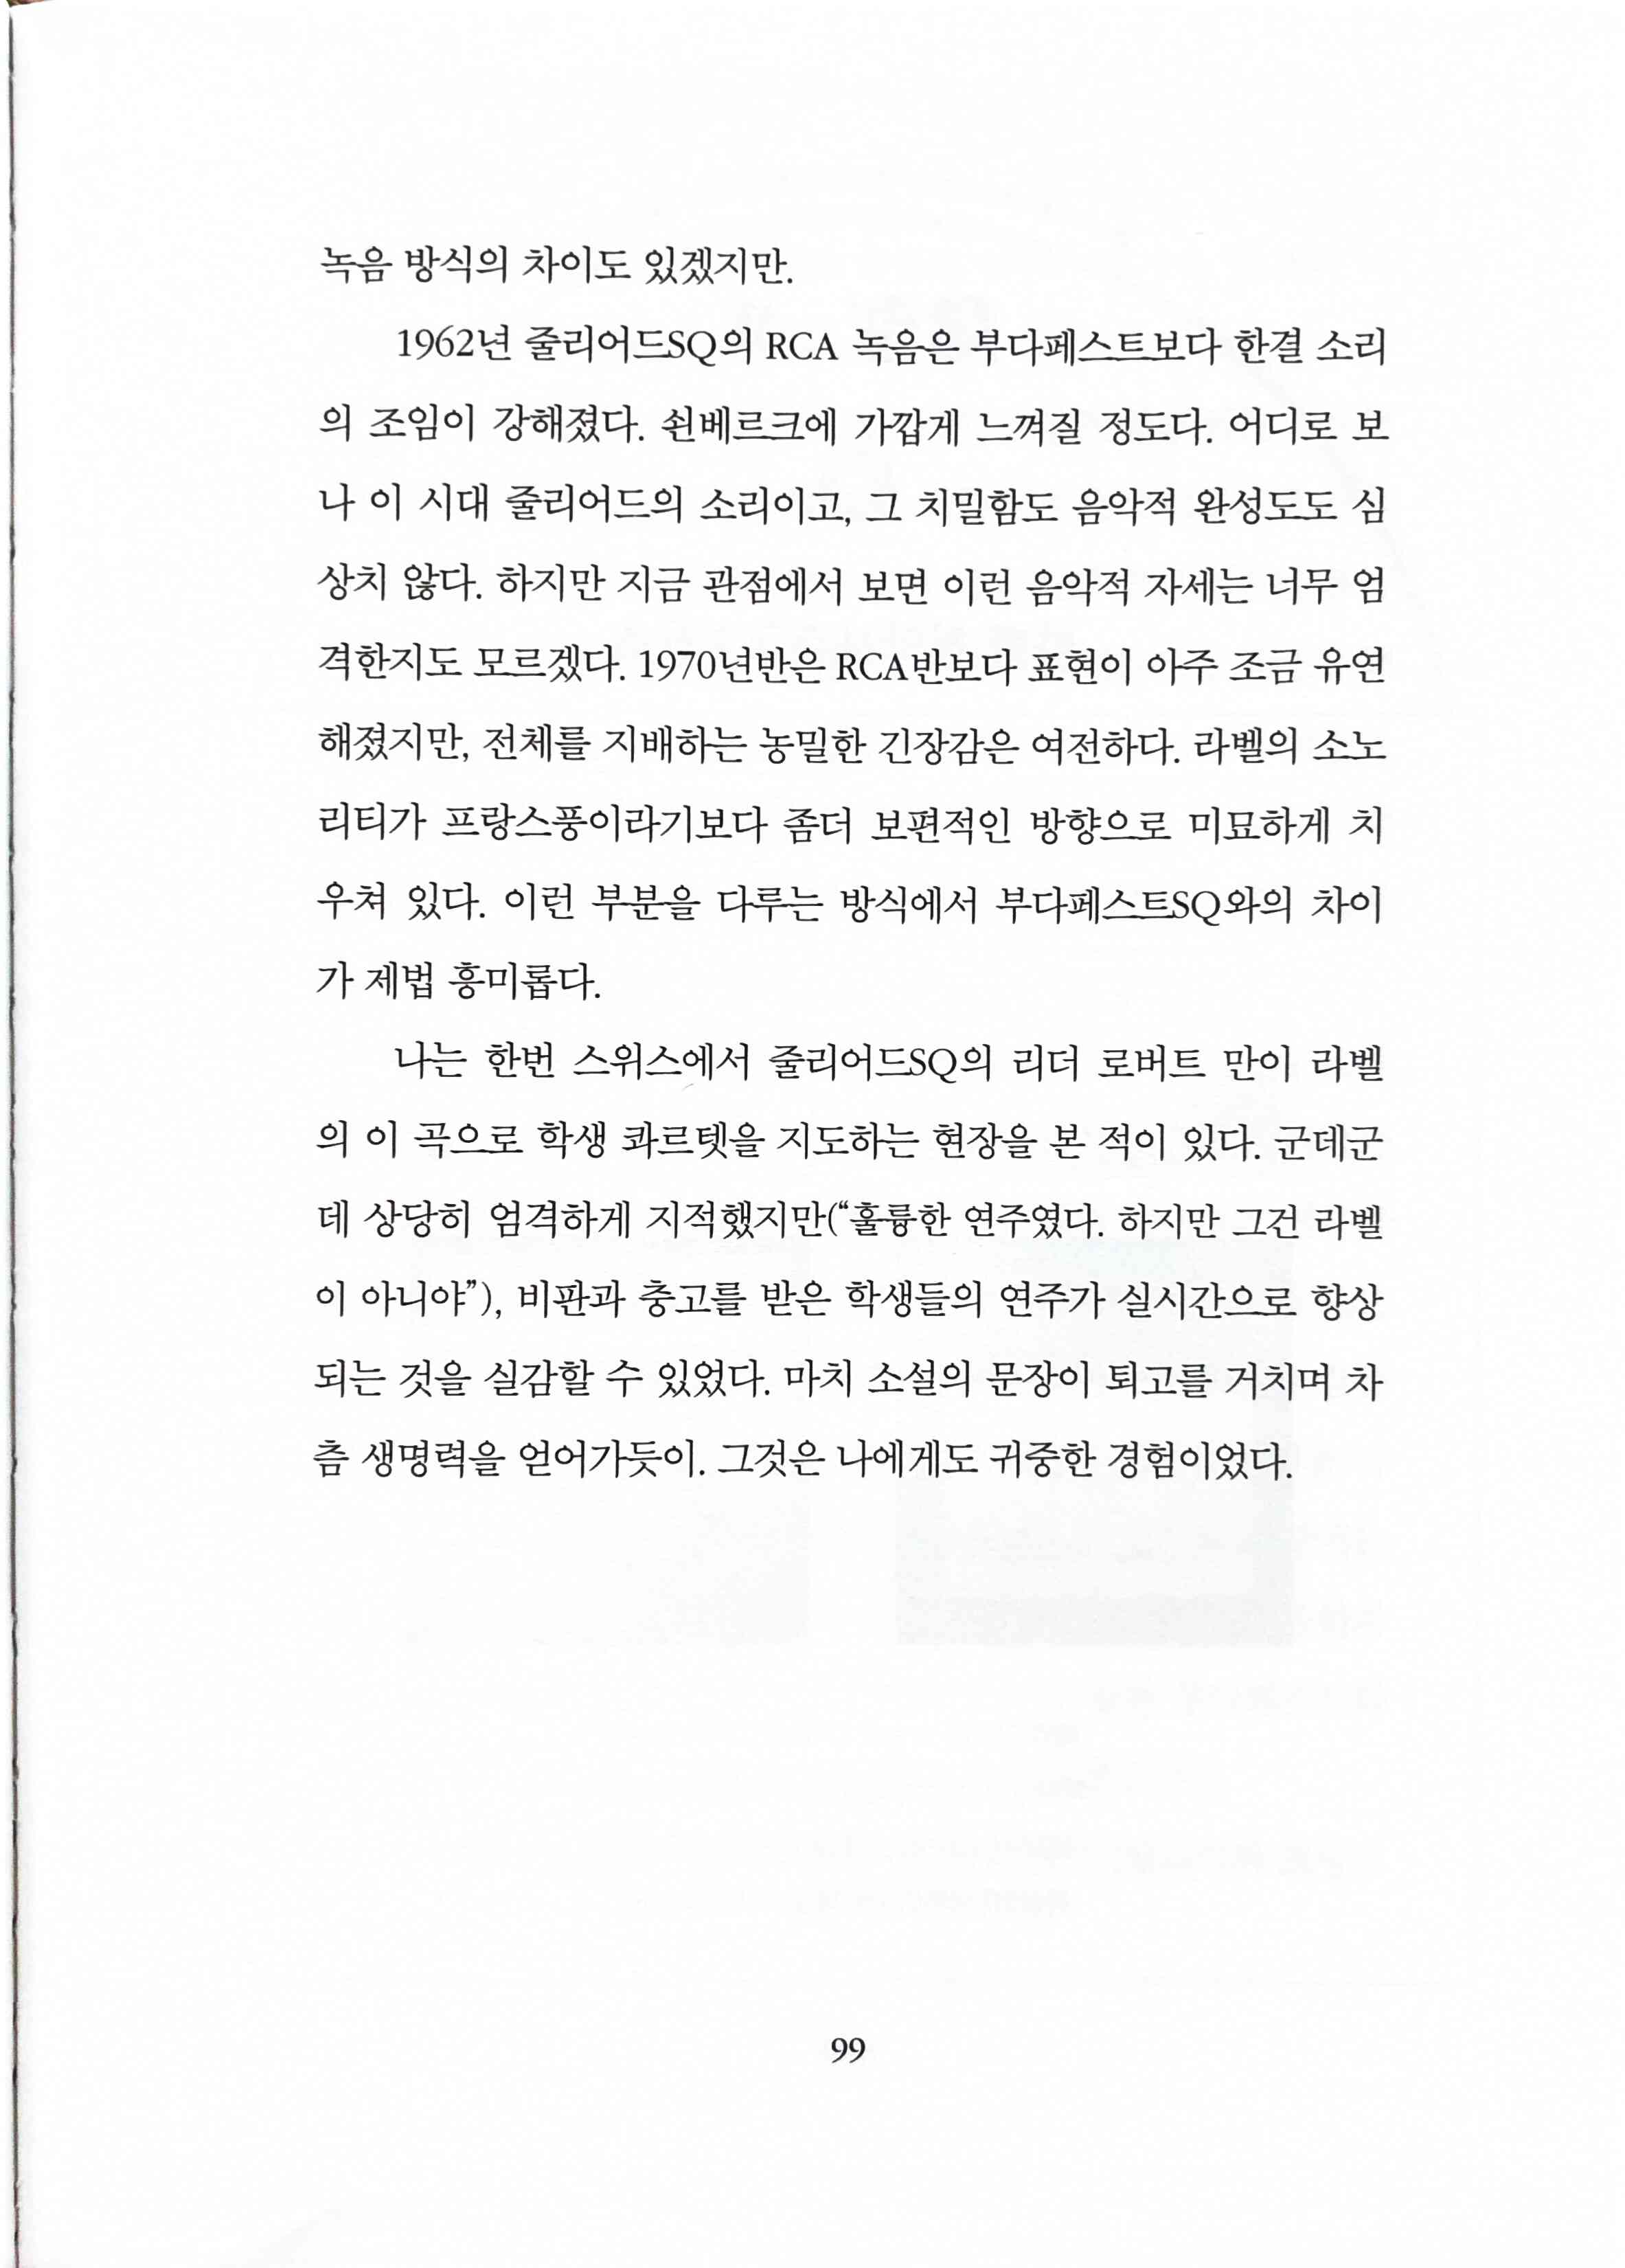 녹음 방식의 차이도 있겠지만.
1962년 줄리어드SQ의 RCA 녹음은 부다페스트보다 한결 소리
의 조임이 강해졌다. 쇤베르크에 가깝게 느껴질 정도다. 어디로 보
나 이 시대 줄리어드의 소리이고, 그 치밀함도 음악적 완성도도 심
상치 않다. 하지만 지금 관점에서 보면 이런 음악적 자세는 너무 엄
격한지도 모르겠다. 1970년반은 RCA반보다 표현이 아주 조금 유연
해졌지만, 전체를 지배하는 농밀한 긴장감은 여전하다. 라벨의 소노
리티가 프랑스풍이라기보다 좀더 보편적인 방향으로 미묘하게 치
우쳐 있다. 이런 부분을 다루는 방식에서 부다페스트SQ와의 차이
가 제법 흥미롭다.
나는 한번 스위스에서 줄리어드SQ의 리더 로버트 만이 라벨
의 이 곡으로 학생 콰르텟을 지도하는 현장을 본 적이 있다. 군데군
데 상당히 엄격하게 지적했지만(“훌륭한 연주였다. 하지만 그건 라벨
이 아니야”), 비판과 충고를 받은 학생들의 연주가 실시간으로 향상
되는 것을 실감할 수 있었다. 마치 소설의 문장이 퇴고를 거치며 차
츰 생명력을 얻어가듯이. 그것은 나에게도 귀중한 경험이었다.
99